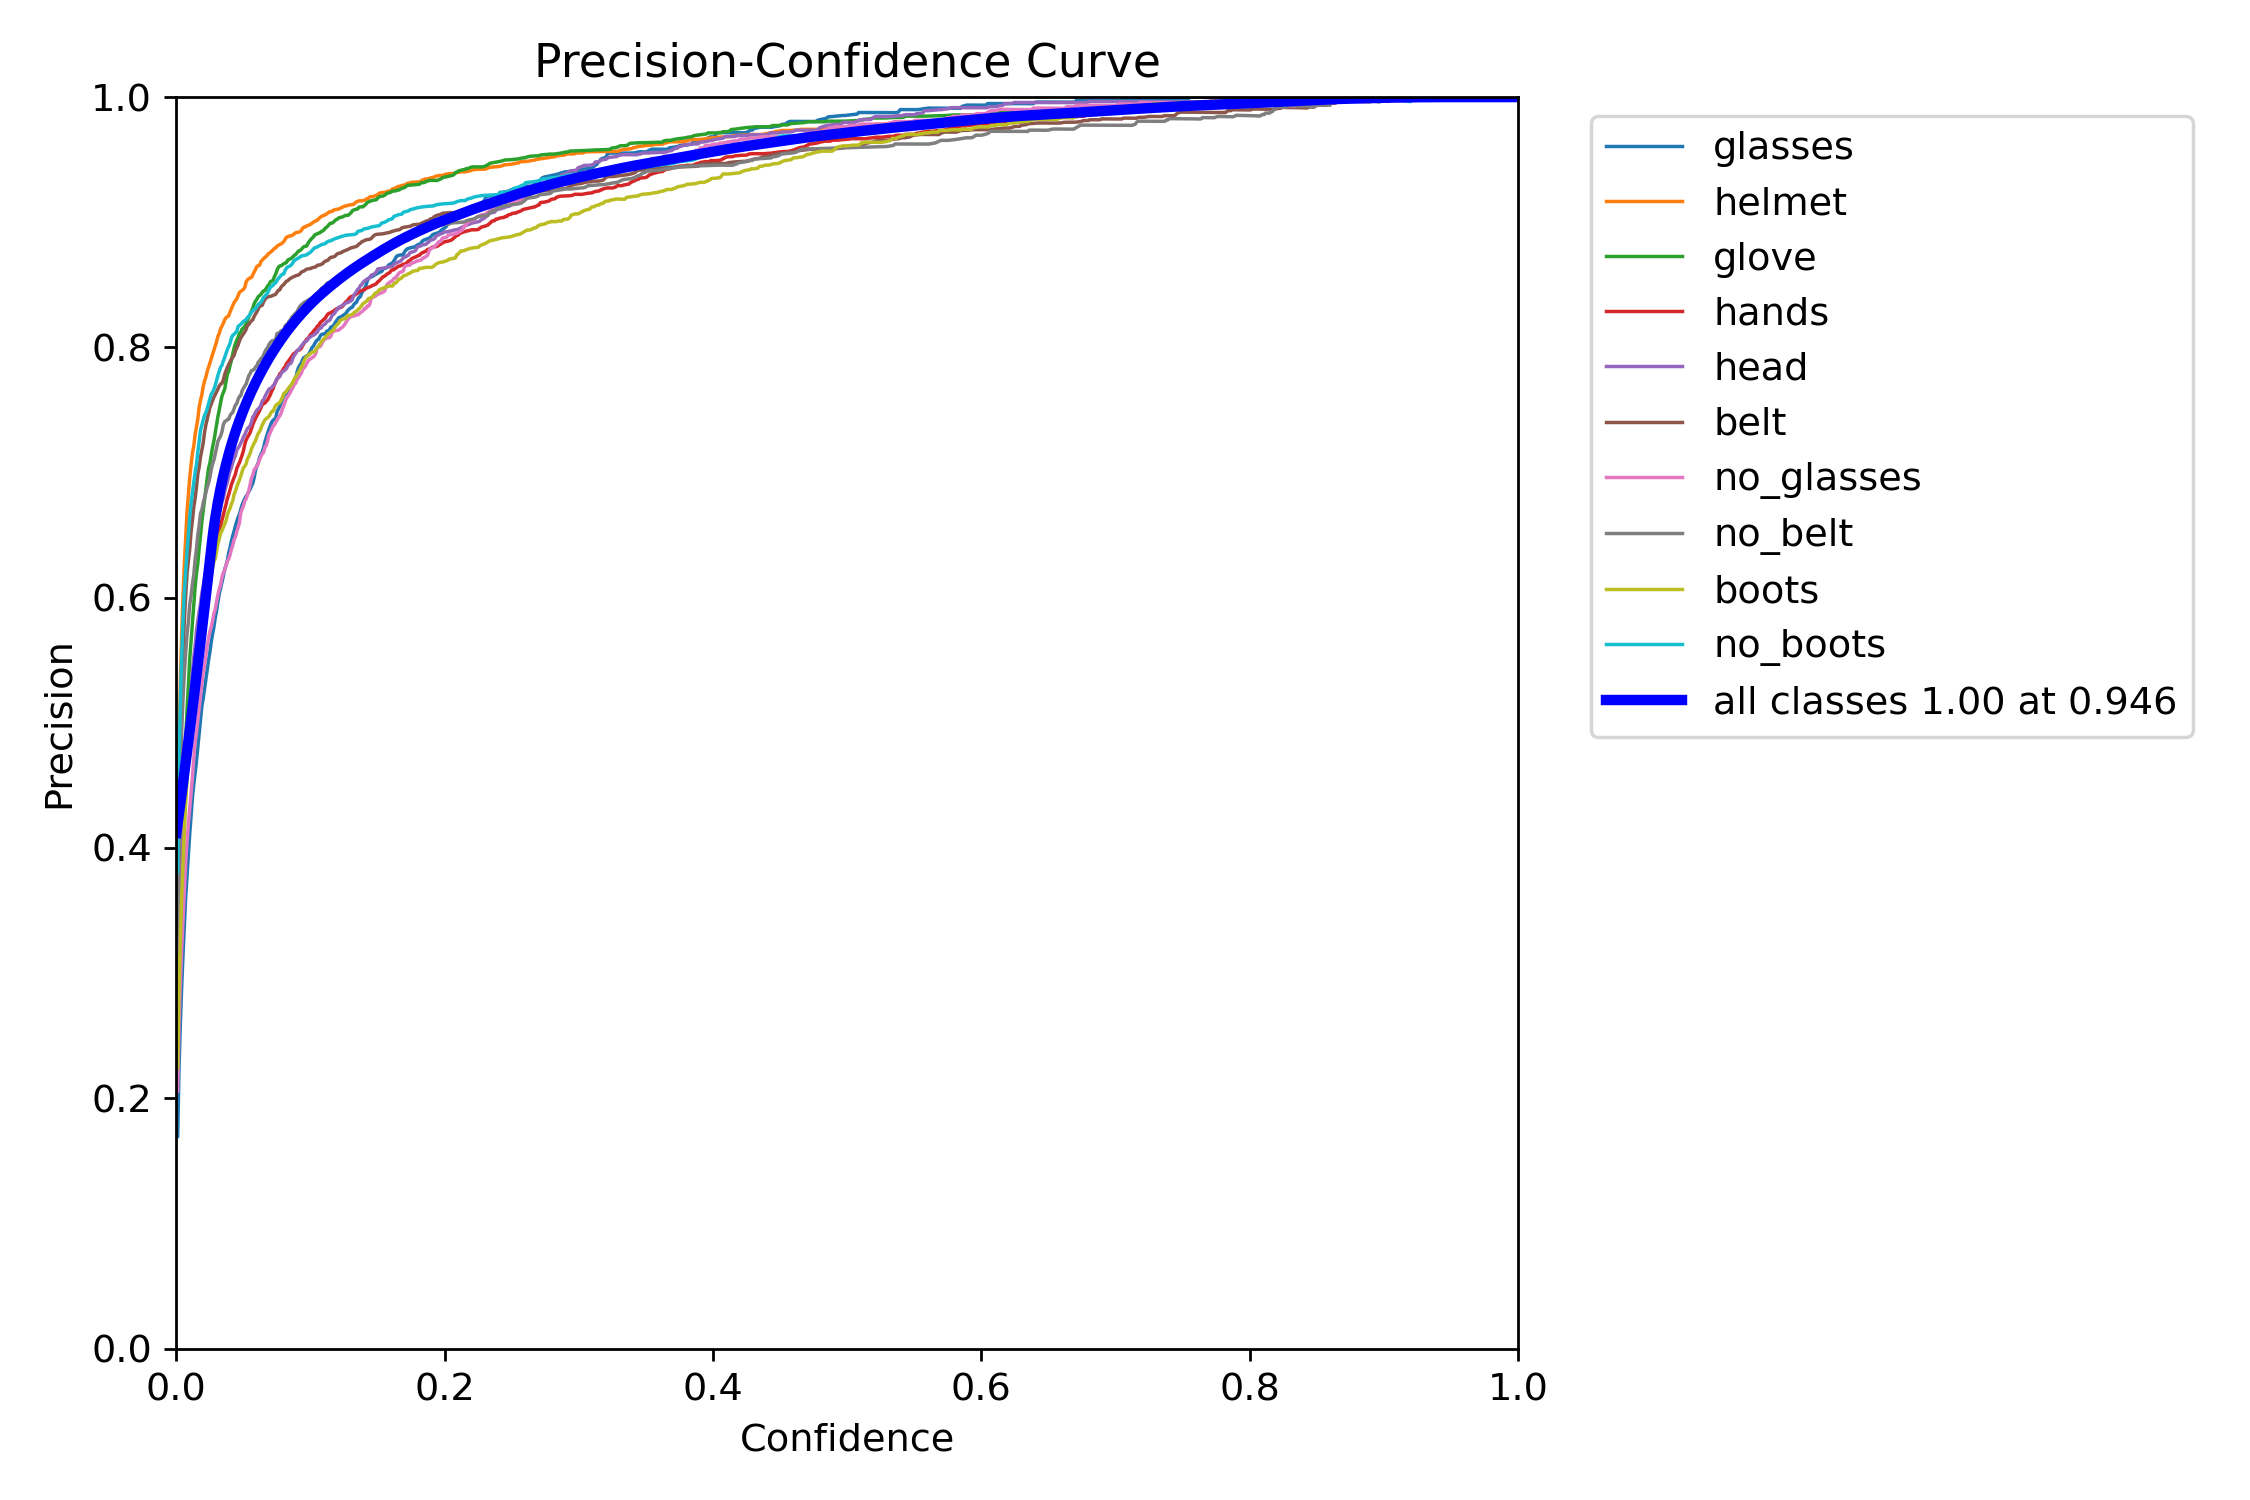 Precision-Confidence Curve
1.0
0.8
0.6
0.4
0.2
0.0
Precision
0.0 0.2 0.4 0.6 0.8 1.0
Confidence
glasses
helmet
glove
hands
head
belt
no_glasses
no_belt
boots
no_boots
all classes 1.00 at 0.946